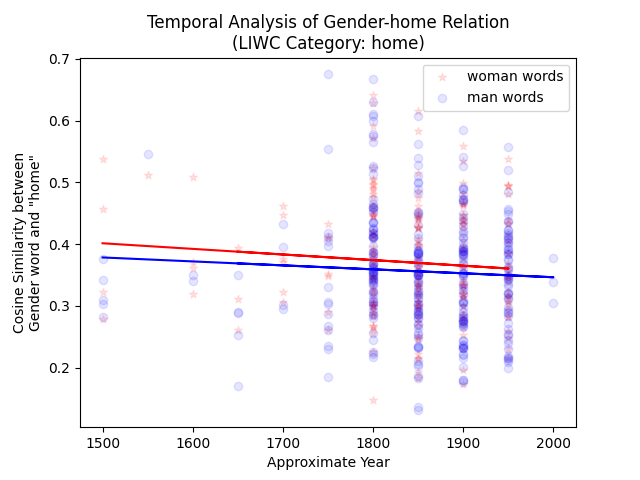 Temporal Analysis of Gender-home Relation
(LIWC Category: home)
woman words
man words
Cosine Similarity between
Gender word and "home"
0.7
0.6
0.5
0.4
0.3
0.2
1500
1600
1700
1800
1900
2000
Approximate Year